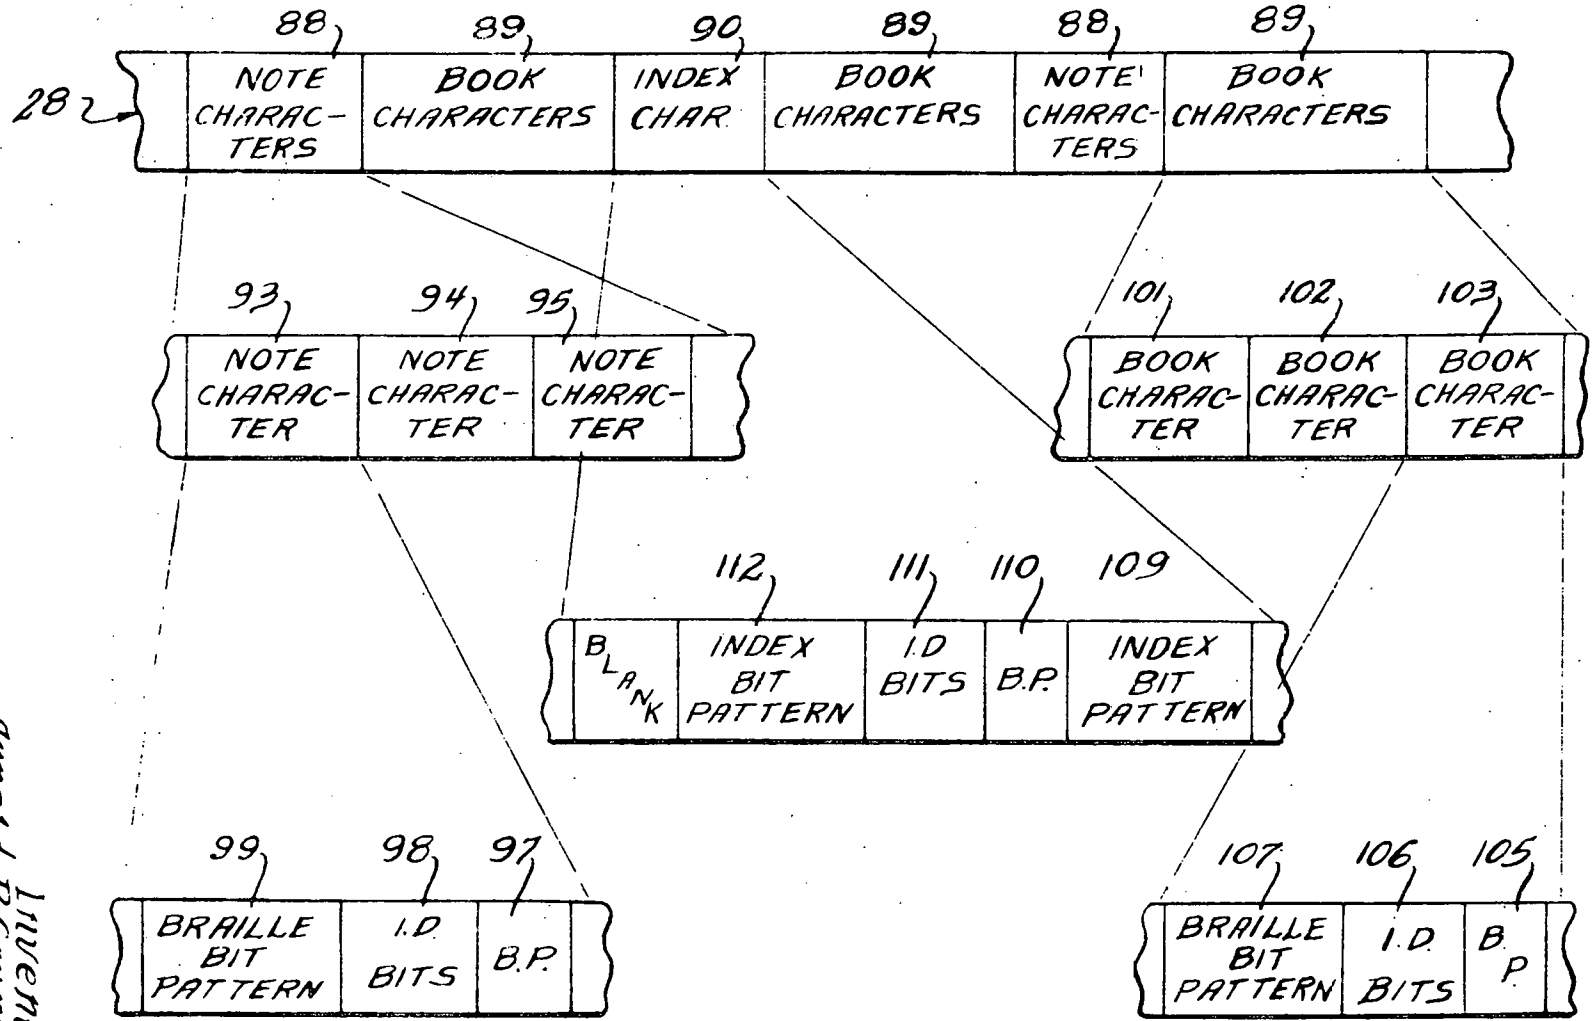 88 89 90 89 88 89
28
NOTE CHARAC- TERS
BOOK CHARACTERS
INDEX CHAR.
BOOK CHARACTERS
NOTE CHARAC- TERS
BOOK CHARACTERS
93 94 95
NOTE CHARAC- TER
NOTE CHARAC- TER
NOTE CHARAC- TER
101 102 103
BOOK CHARAC- TER
BOOK CHARAC- TER
BOOK CHARAC- TER
112 111 110 109
BLANK
INDEX BIT PATTERN
I.D BITS
B.P.
INDEX BIT PATTERN
99 98 97
BRAILLE BIT PATTERN
I.D. BITS
B.P.
107 106 105
BRAILLE BIT PATTERN
I.D. BITS
B.P.